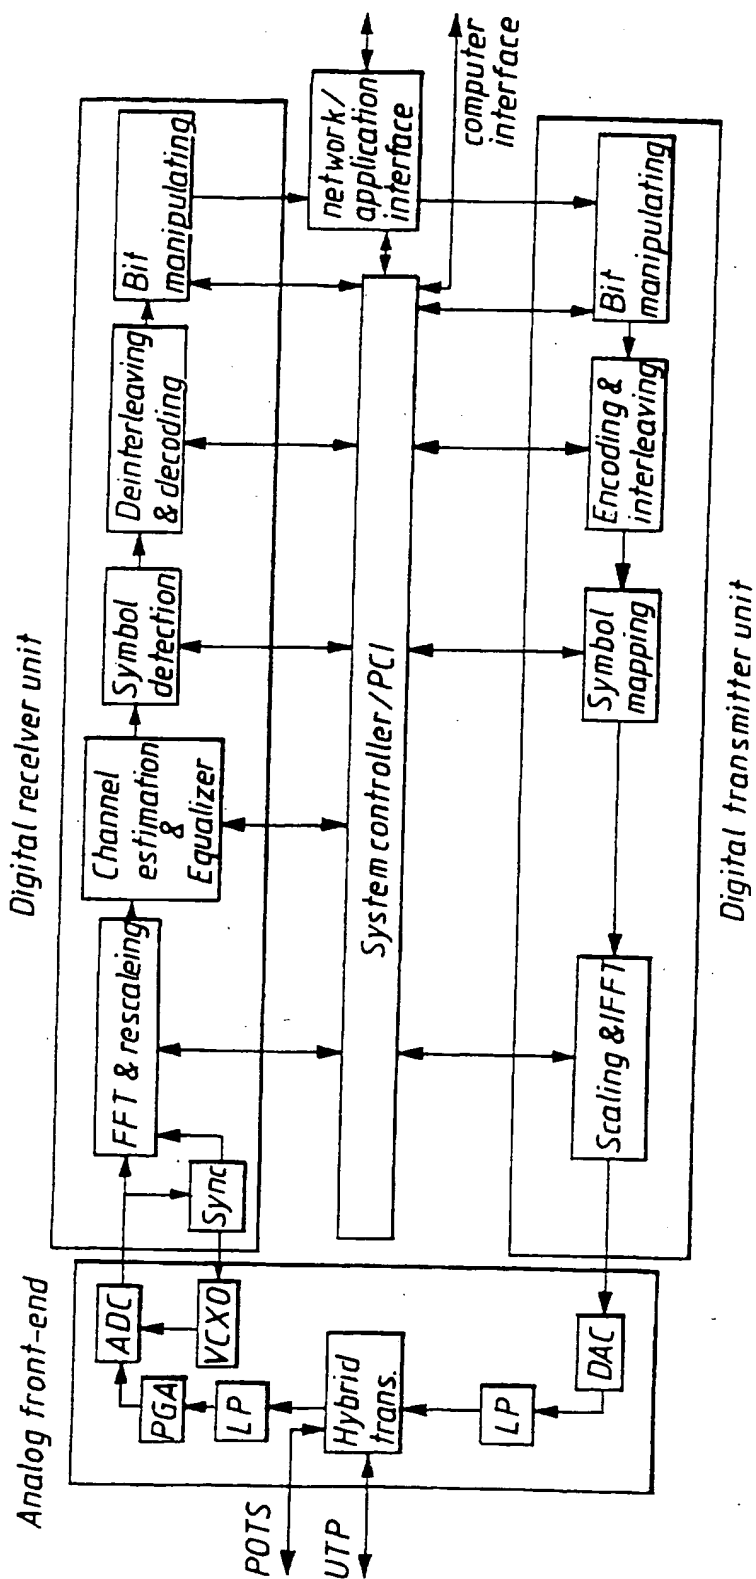 Analog front-end
Digital receiver unit
Digital transmitter unit
ADC
PGA
VCXO
LP
Hybrid
trans.
LP
DAC
POTS
UTP
Sync
FFT & rescaleing
Channel
estimation
&
Equalizer
Symbol
detection
Deinterleaving
& decoding
Bit
manipulating
network/
application
interface
computer
interface
System controller/PCI
Scaling &IFFT
Symbol
mapping
Encoding &
interleaving
Bit
manipulating